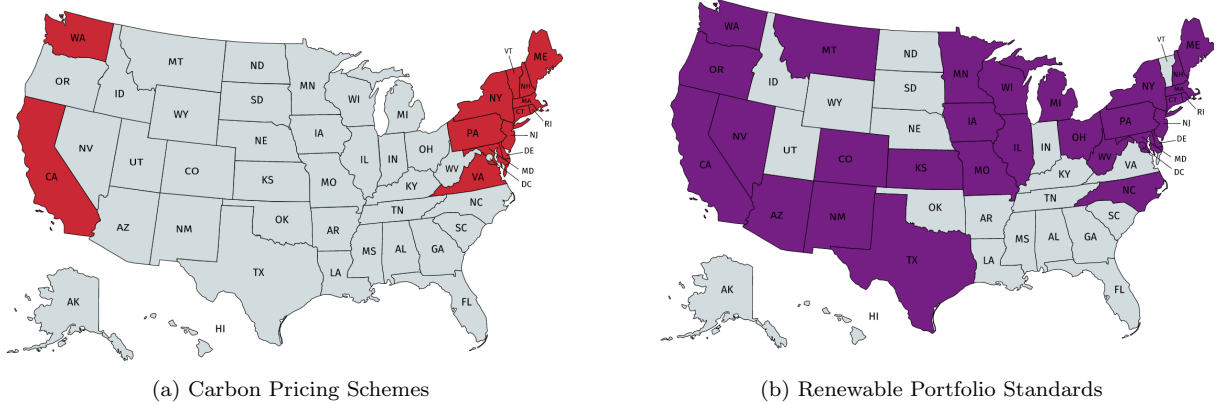 WA
OR
CA
ID
NV
MT
WY
UT
AZ
CO
NM
ND
SD
NE
KS
OK
TX
MN
IA
MO
AR
LA
WI
IL
MS
MI
IN
KY
TN
AL
OH
WV
GA
FL
SC
NC
VA
PA
NY
VT
NH
ME
MA
CT
RI
NJ
DE
MD
DC
AK
HI
(a) Carbon Pricing Schemes
WA
OR
CA
ID
NV
MT
WY
UT
AZ
CO
NM
ND
SD
NE
KS
OK
TX
MN
IA
MO
AR
LA
WI
IL
MS
MI
IN
KY
TN
AL
OH
WV
GA
FL
SC
NC
VA
PA
NY
VT
NH
ME
MA
CT
RI
NJ
DE
MD
DC
AK
HI
(b) Renewable Portfolio Standards